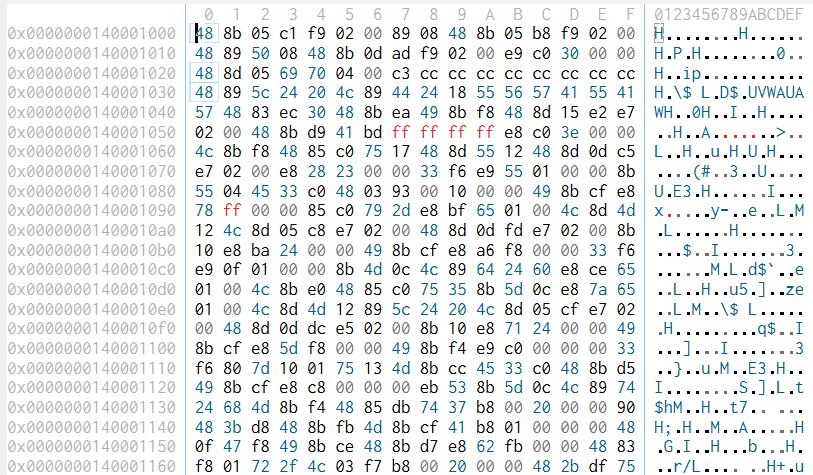 0 1 2 3 4 5 6 7 8 9 A B C D E F 0123456789ABCDEF
0x0000000140001000 48 8b 05 c1 f9 02 00 89 08 48 8b 05 b8 f9 02 00 H........H......
0x0000000140001010 48 89 50 08 48 8b 0d ad f9 02 00 e9 c0 30 00 00 H.P.H........0..
0x0000000140001020 48 8d 05 69 70 04 00 c3 cc cc cc cc cc cc cc cc H..ip...........
0x0000000140001030 48 89 5c 24 20 4c 89 44 24 18 55 56 57 41 55 41 H.\$ L.D$.UVWAUA
0x0000000140001040 57 48 83 ec 30 48 8b ea 49 8b f8 48 8d 15 e2 e7 WH..0H..I..H....
0x0000000140001050 02 00 48 8b d9 41 bd ff ff ff ff e8 c0 3e 00 00 ..H..A.......>..
0x0000000140001060 4c 8b f8 48 85 c0 75 17 48 8d 55 12 48 8d 0d c5 L..H..u.H.U.H...
0x0000000140001070 e7 02 00 e8 28 23 00 00 33 f6 e9 55 01 00 00 8b ....(#..3..U....
0x0000000140001080 55 04 45 33 c0 48 03 93 00 10 00 00 49 8b cf e8 U.E3.H......I...
0x0000000140001090 78 ff 00 00 85 c0 79 2d e8 bf 65 01 00 4c 8d 4d x.....y-..e..L.M
0x00000001400010a0 12 4c 8d 05 c8 e7 02 00 48 8d 0d fd e7 02 00 8b .L......H.......
0x00000001400010b0 10 e8 ba 24 00 00 49 8b cf e8 a6 f8 00 00 33 f6 ...$..I.......3.
0x00000001400010c0 e9 0f 01 00 00 8b 4d 0c 4c 89 64 24 60 e8 ce 65 ......M.L.d$`..e
0x00000001400010d0 01 00 4c 8b e0 48 85 c0 75 35 8b 5d 0c e8 7a 65 ..L..H..u5.]..ze
0x00000001400010e0 01 00 4c 8d 4d 12 89 5c 24 20 4c 8d 05 cf e7 02 ..L.M..\$ L.....
0x00000001400010f0 00 48 8d 0d dc e5 02 00 8b 10 e8 71 24 00 00 49 .H.........q$..I
0x0000000140001100 8b cf e8 5d f8 00 00 49 8b f4 e9 c0 00 00 00 33 ...]...I.......3
0x0000000140001110 f6 80 7d 10 01 75 13 4d 8b cc 45 33 c0 48 8b d5 ..}..u.M..E3.H..
0x0000000140001120 49 8b cf e8 c8 00 00 00 eb 53 8b 5d 0c 4c 89 74 I........S.].L.t
0x0000000140001130 24 68 4d 8b f4 48 85 db 74 37 b8 00 20 00 00 90 $hM..H..t7.. ...
0x0000000140001140 48 3b d8 48 8b fb 4d 8b cf 41 b8 01 00 00 00 48 H;.H..M..A.....H
0x0000000140001150 0f 47 f8 49 8b ce 48 8b d7 e8 62 fb 00 00 48 83 .G.I..H...b...H.
0x0000000140001160 f8 01 72 2f 4c 03 f7 b8 00 20 00 00 48 2b df 75 ..r/L.... ..H+.u